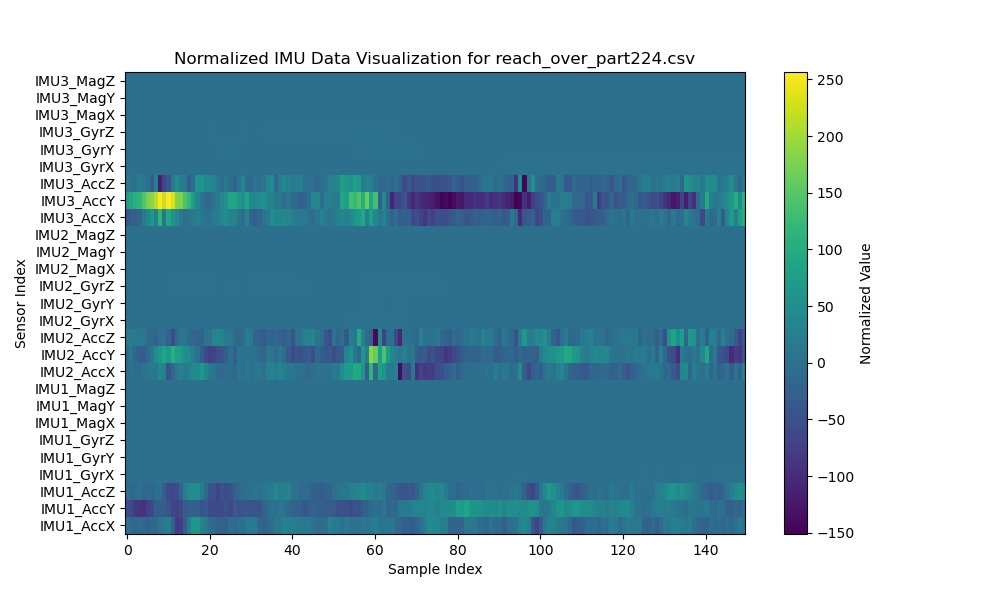 Normalized IMU Data Visualization for reach_over_part224.csv
IMU3_MagZ
IMU3_MagY
IMU3_MagX
IMU3_GyrZ
IMU3_GyrY
IMU3_GyrX
IMU3_AccZ
IMU3_AccY
IMU3_AccX
IMU2_MagZ
IMU2_MagY
IMU2_MagX
IMU2_GyrZ
IMU2_GyrY
IMU2_GyrX
IMU2_AccZ
IMU2_AccY
IMU2_AccX
IMU1_MagZ
IMU1_MagY
IMU1_MagX
IMU1_GyrZ
IMU1_GyrY
IMU1_GyrX
IMU1_AccZ
IMU1_AccY
IMU1_AccX
Sensor Index
0 20 40 60 80 100 120 140
Sample Index
250
200
150
100
50
0
−50
−100
−150
Normalized Value